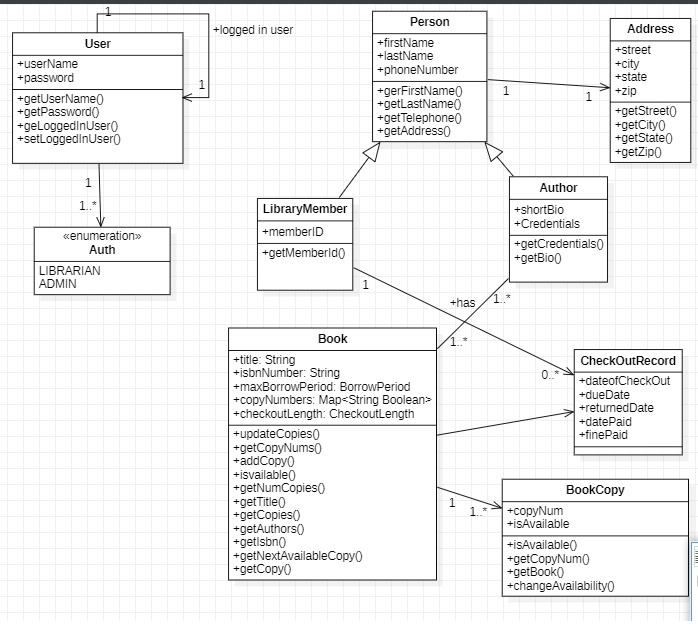 1
+logged in user
1
User
+userName
+password
+getUserName()
+getPassword()
+geLoggedInUser()
+setLoggedInUser()
1
1..*
«enumeration»
Auth
LIBRARIAN
ADMIN
Person
+firstName
+lastName
+phoneNumber
+gerFirstName()
+getLastName()
+getTelephone()
+getAddress()
1
1
Address
+street
+city
+state
+zip
+getStreet()
+getCity()
+getState()
+getZip()
LibraryMember
+memberID
+getMemberId()
Author
+shortBio
+Credentials
+getCredentials()
+getBio()
1
+has
1..*
1..*
0..*
Book
+title: String
+isbnNumber: String
+maxBorrowPeriod: BorrowPeriod
+copyNumbers: Map<String Boolean>
+checkoutLength: CheckoutLength
+updateCopies()
+getCopyNums()
+addCopy()
+isvailable()
+getNumCopies()
+getTitle()
+getCopies()
+getAuthors()
+getIsbn()
+getNextAvailableCopy()
+getCopy()
CheckOutRecord
+dateofCheckOut
+dueDate
+returnedDate
+datePaid
+finePaid
1
1..*
BookCopy
+copyNum
+isAvailable
+isAvailable()
+getCopyNum()
+getBook()
+changeAvailability()